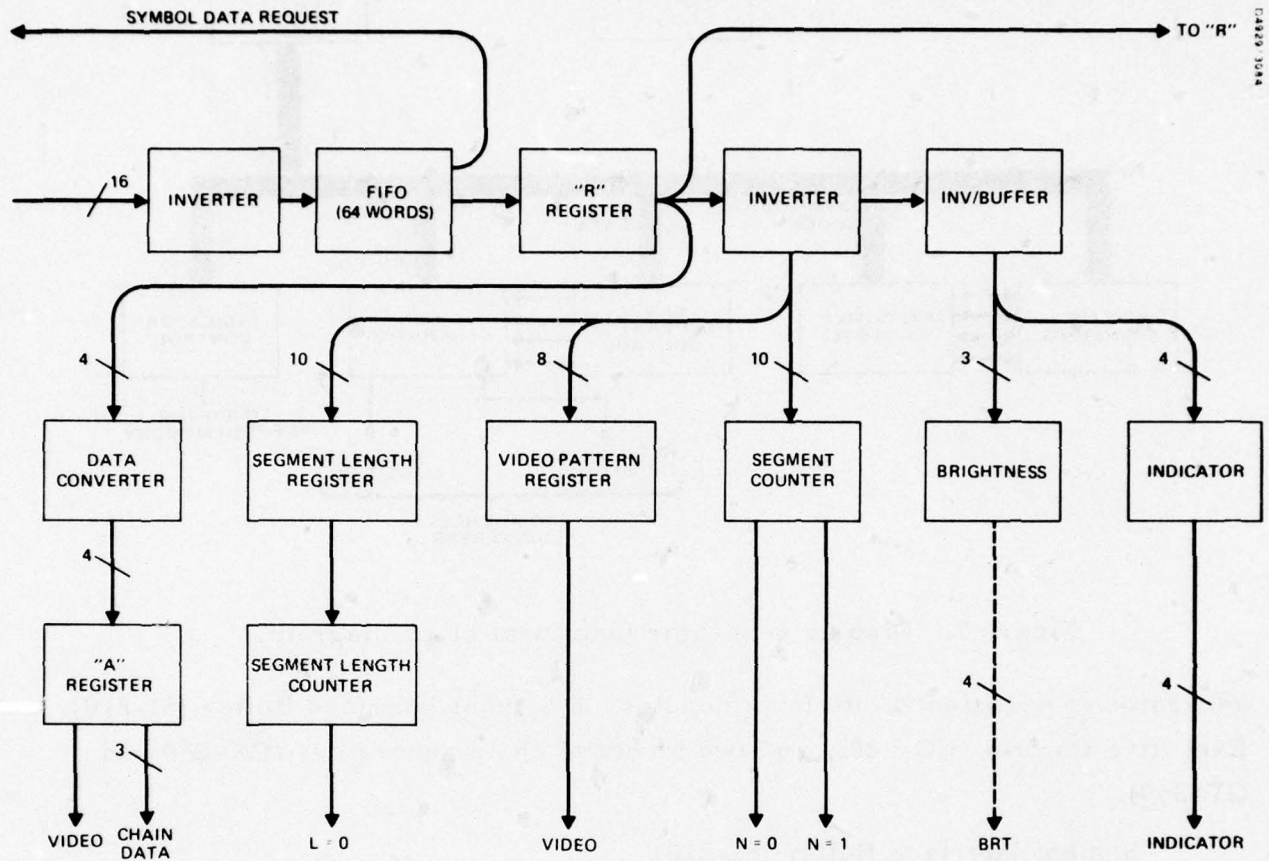 SYMBOL DATA REQUEST
TO "R"
16
INVERTER
FIFO
(64 WORDS)
"R"
REGISTER
INVERTER
INV/BUFFER
4
10
8
10
3
4
DATA
CONVERTER
SEGMENT LENGTH
REGISTER
VIDEO PATTERN
REGISTER
SEGMENT
COUNTER
BRIGHTNESS
INDICATOR
4
"A"
REGISTER
SEGMENT LENGTH
COUNTER
4
4
3
VIDEO
CHAIN
DATA
L = 0
VIDEO
N = 0
N = 1
BRT
INDICATOR